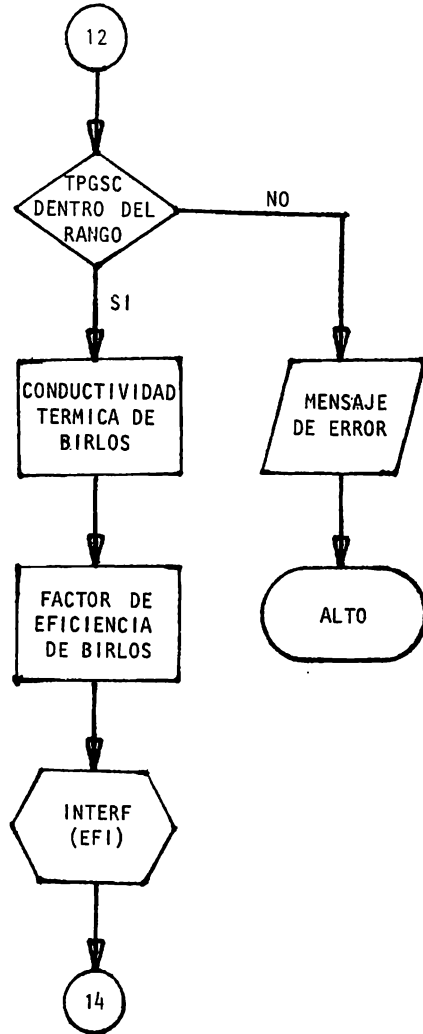 12
TPGSC
DENTRO DEL
RANGO
NO
SI
CONDUCTIVIDAD
TERMICA DE
BIRLOS
MENSAJE
DE ERROR
FACTOR DE
EFICIENCIA
DE BIRLOS
ALTO
INTERF
(EFI)
14